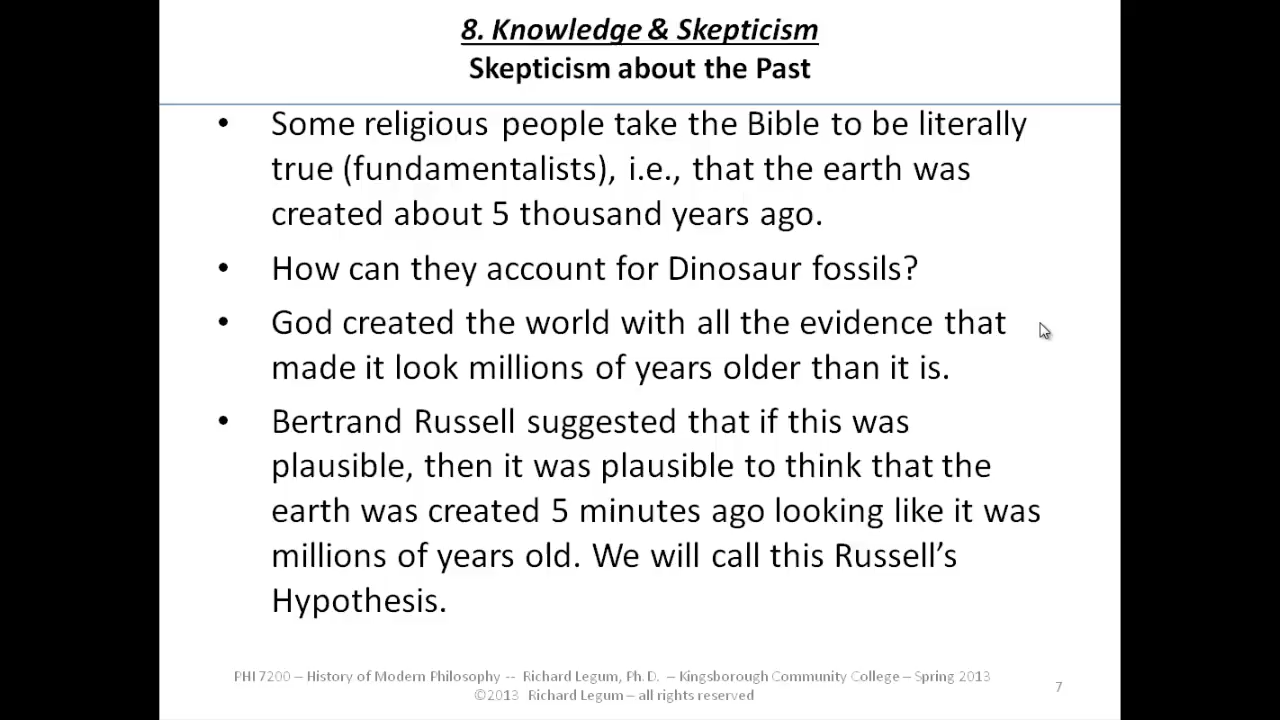 8. Knowledge & Skepticism
Skepticism about the Past
• Some religious people take the Bible to be literally
true (fundamentalists), i.e., that the earth was
created about 5 thousand years ago.
• How can they account for Dinosaur fossils?
• God created the world with all the evidence that
made it look millions of years older than it is.
• Bertrand Russell suggested that if this was
plausible, then it was plausible to think that the
earth was created 5 minutes ago looking like it was
millions of years old. We will call this Russell’s
Hypothesis.
PHI 7200 – History of Modern Philosophy -- Richard Legum, Ph. D. – Kingsborough Community College – Spring 2013
©2013 Richard Legum – all rights reserved
7